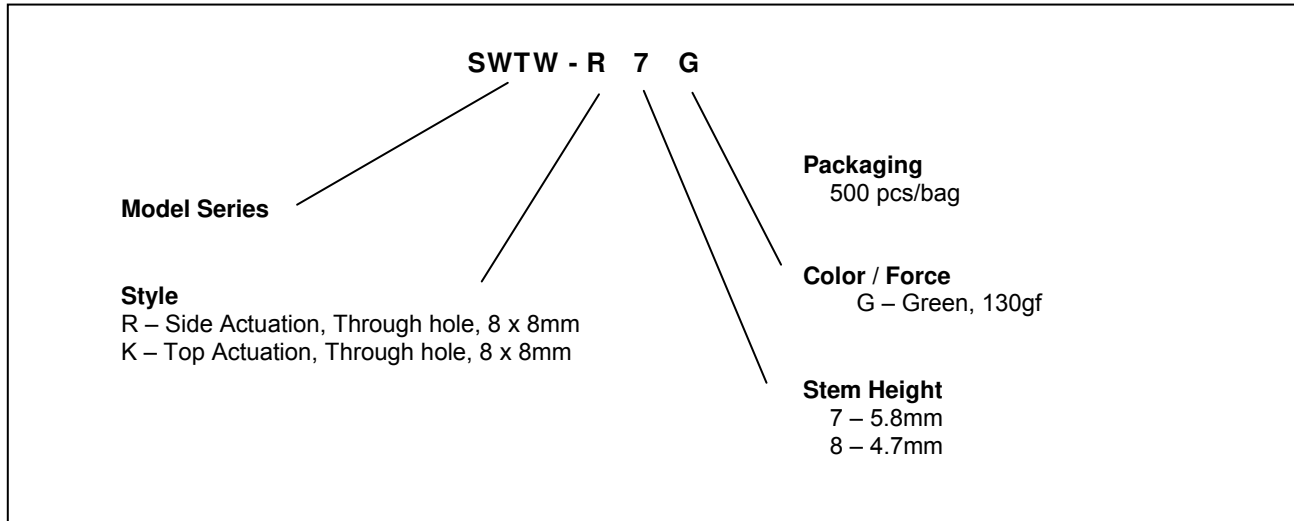 SWTW - R 7 G
Model Series
Style
R – Side Actuation, Through hole, 8 x 8mm
K – Top Actuation, Through hole, 8 x 8mm
Packaging
500 pcs/bag
Color / Force
G – Green, 130gf
Stem Height
7 – 5.8mm
8 – 4.7mm